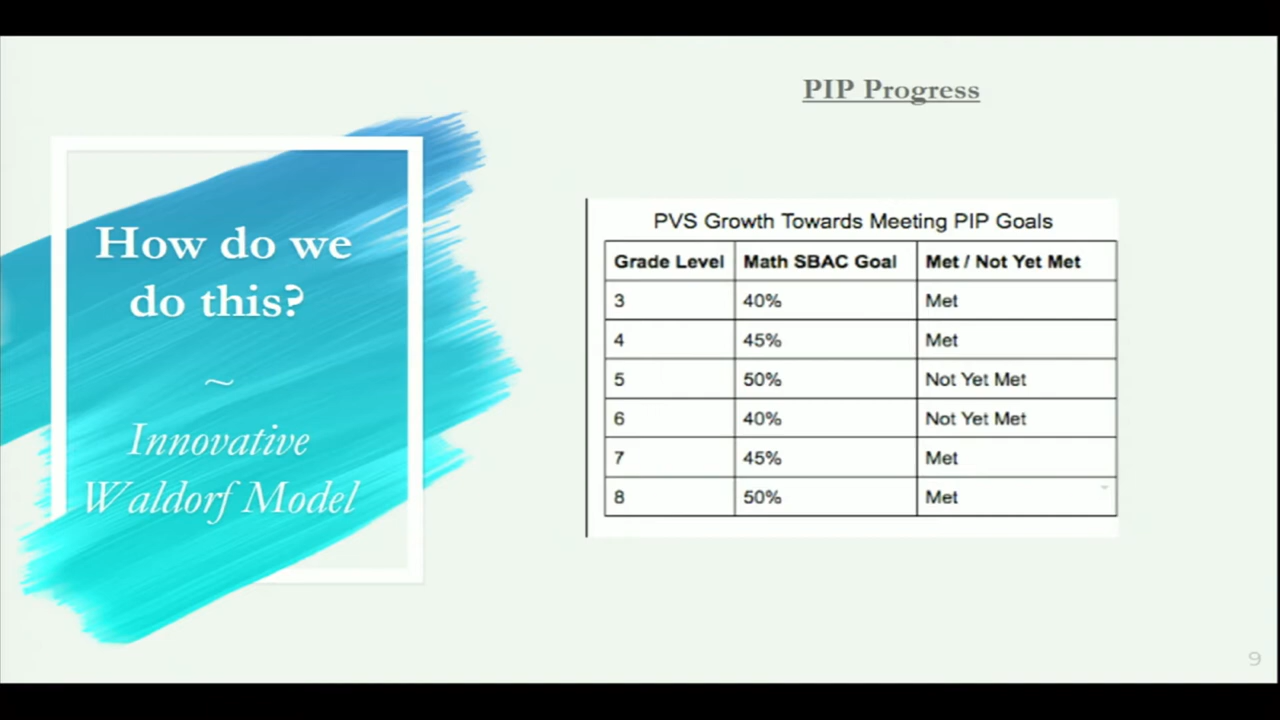 How do we
do this?
~
Innovative
Waldorf Model
PIP Progress
PVS Growth Towards Meeting PIP Goals
Grade Level Math SBAC Goal Met / Not Yet Met
3 40% Met
4 45% Met
5 50% Not Yet Met
6 40% Not Yet Met
7 45% Met
8 50% Met
9